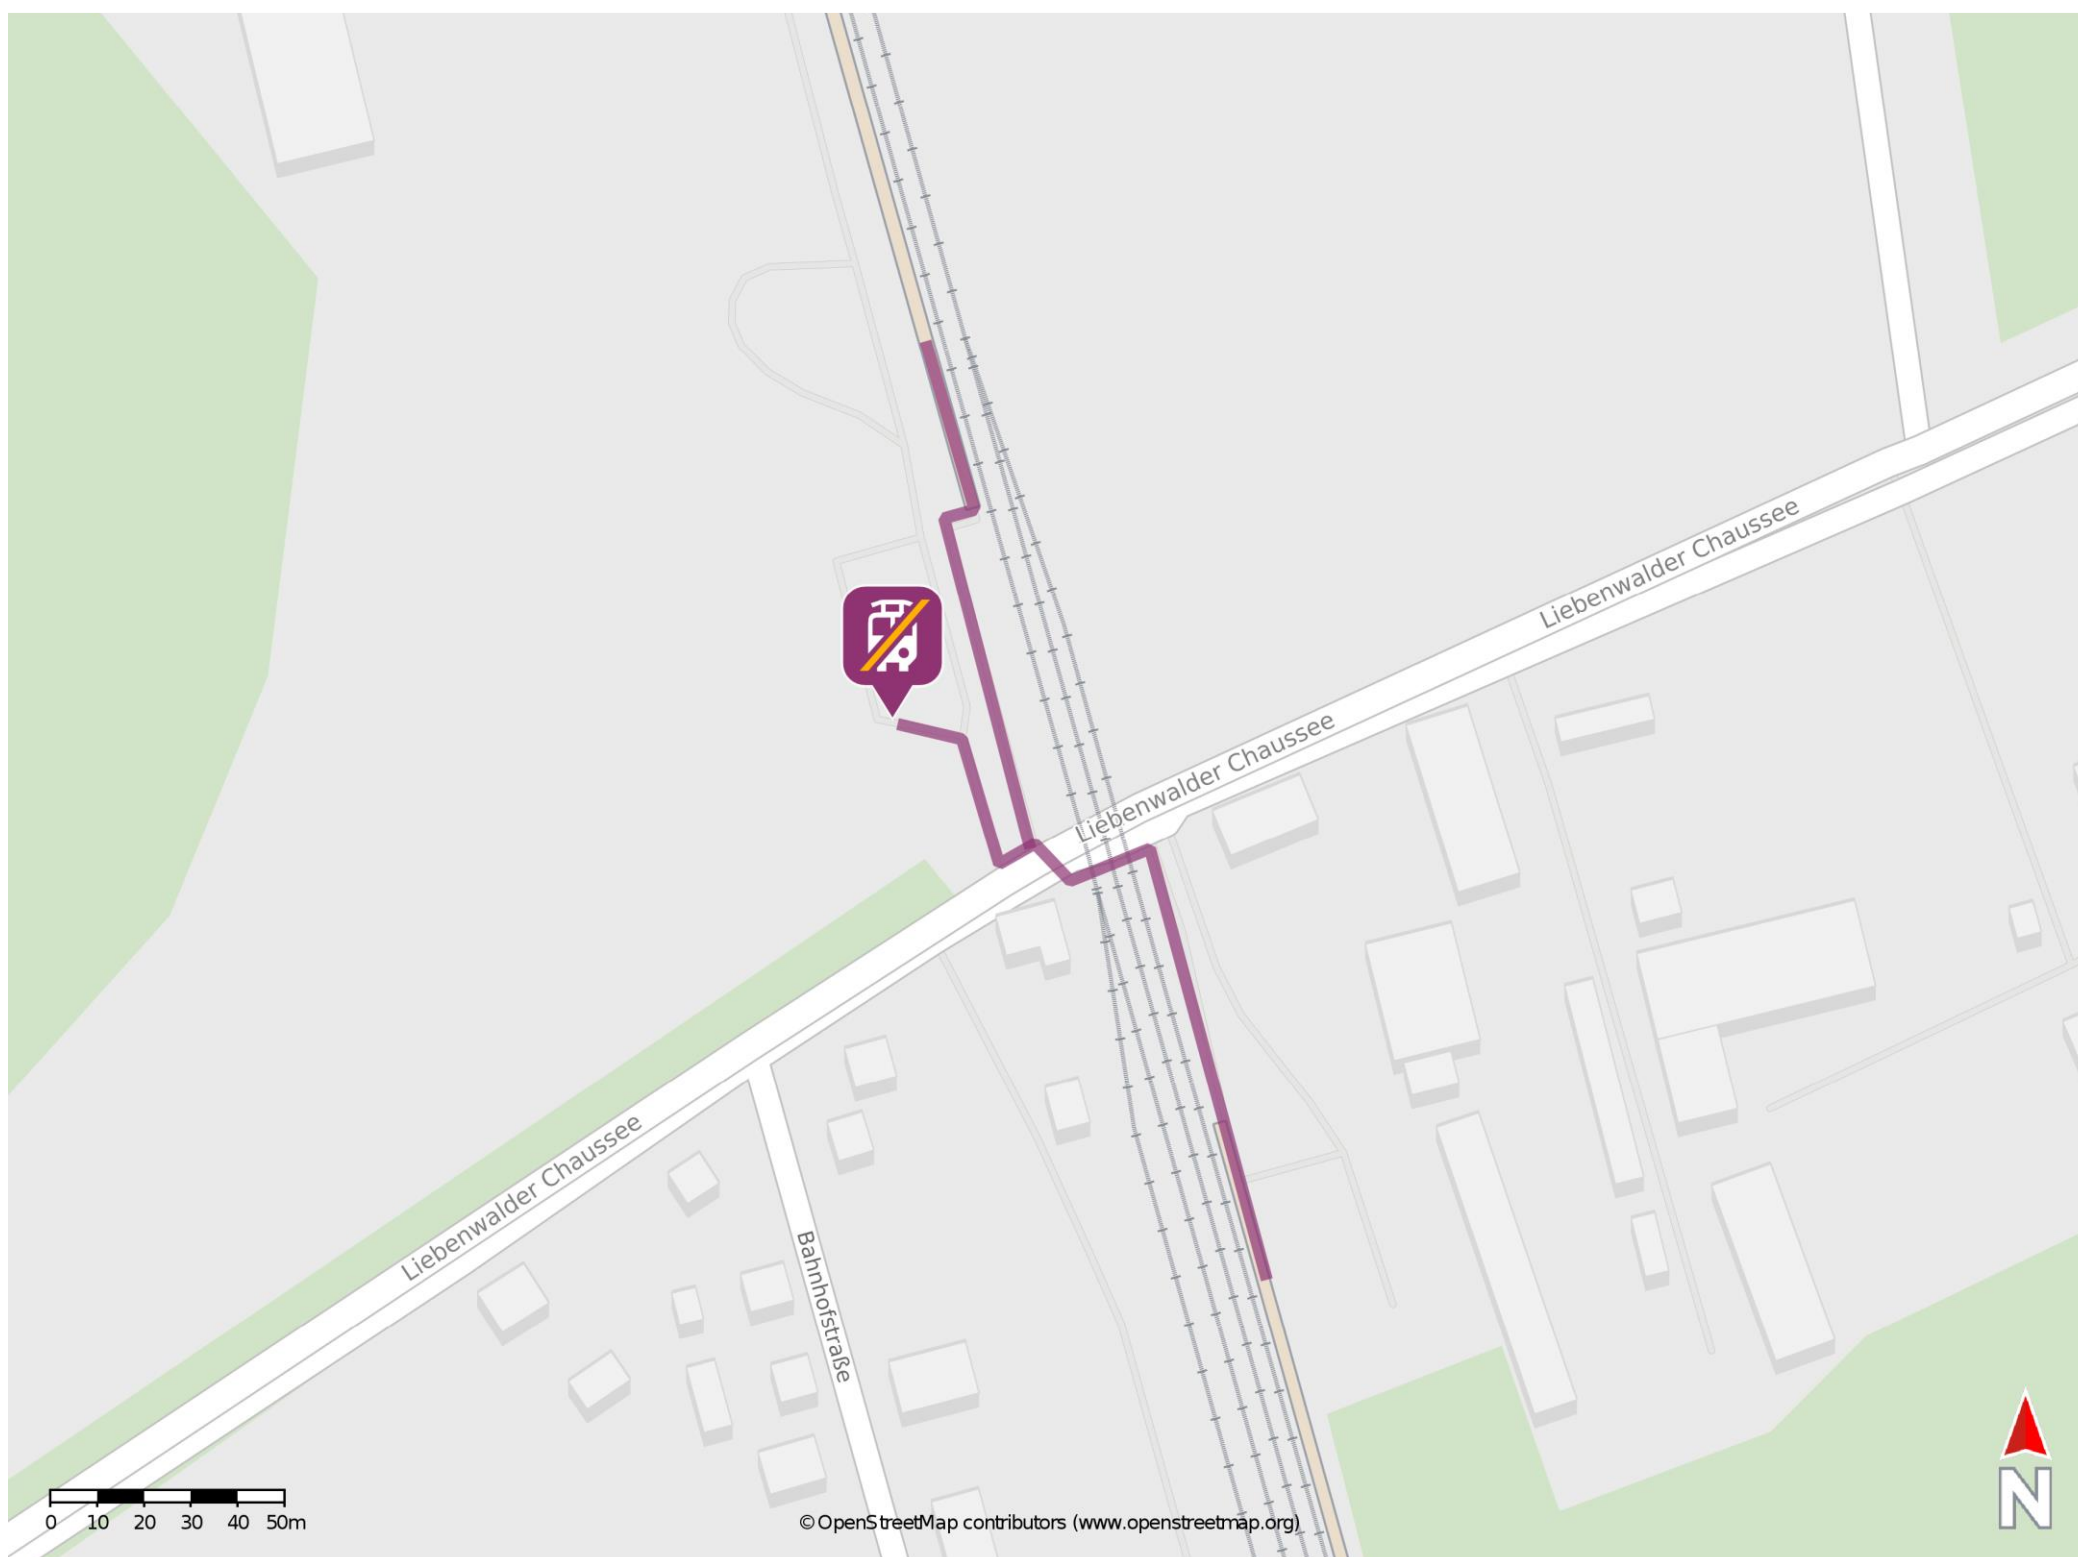 Liebenwalder Chaussee
Liebenwalder Chaussee
Liebenwalder Chaussee
Bahnhofstraße
0 10 20 30 40 50m
© OpenStreetMap contributors (www.openstreetmap.org)
N